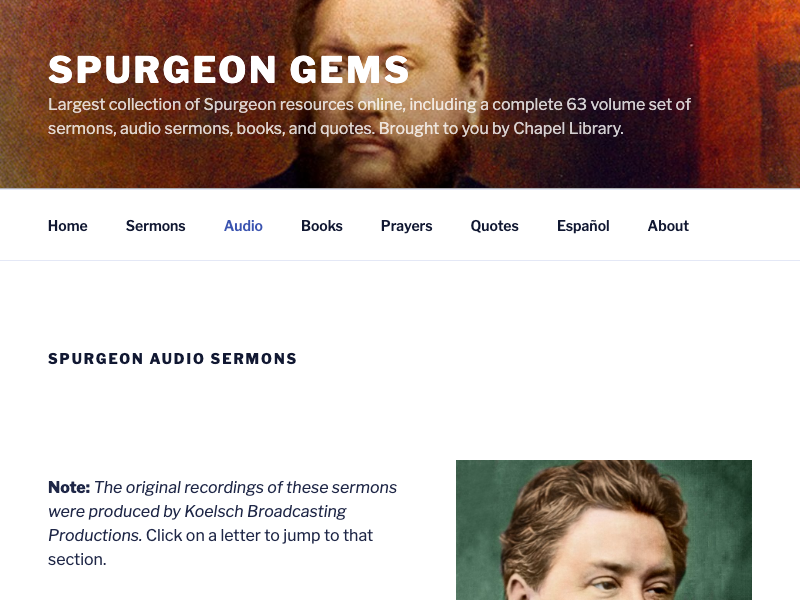 SPURGEON GEMS
Largest collection of Spurgeon resources online, including a complete 63 volume set of
sermons, audio sermons, books, and quotes. Brought to you by Chapel Library.
Home Sermons Audio Books Prayers Quotes Español About
SPURGEON AUDIO SERMONS
Note: The original recordings of these sermons
were produced by Koelsch Broadcasting
Productions. Click on a letter to jump to that
section.